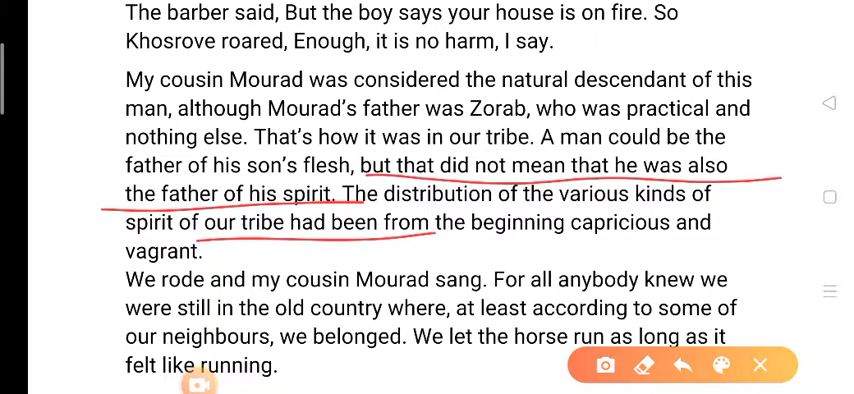 The barber said, But the boy says your house is on fire. So
Khosrove roared, Enough, it is no harm, I say.
My cousin Mourad was considered the natural descendant of this
man, although Mourad's father was Zorab, who was practical and
nothing else. That's how it was in our tribe. A man could be the
father of his son's flesh, but that did not mean that he was also
the father of his spirit. The distribution of the various kinds of
spirit of our tribe had been from the beginning capricious and
vagrant.
We rode and my cousin Mourad sang. For all anybody knew we
were still in the old country where, at least according to some of
our neighbours, we belonged. We let the horse run as long as it
felt like running.